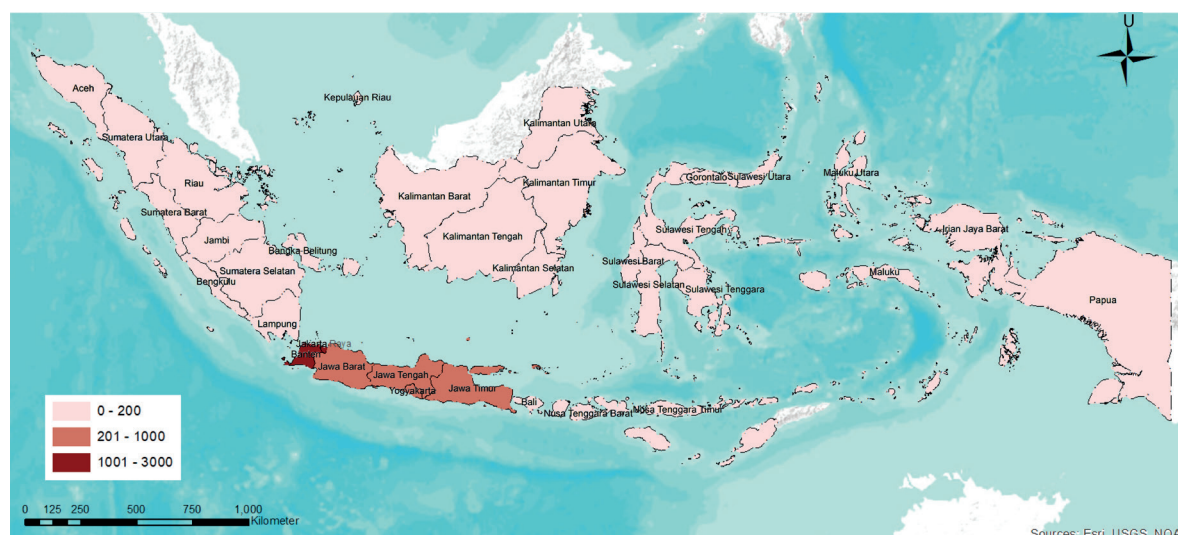 U
Aceh
Kepulauan Riau
Sumatera Utara
Kalimantan Utara
Riau
Gorontalo
Sulawesi Utara
Maluku Utara
Kalimantan Timur
Kalimantan Barat
Sumatera Barat
Irian Jaya Barat
Sulawesi Tengah
Kalimantan Tengah
Jambi
Bangka-Belitung
Sulawesi Barat
Kalimantan Selatan
Sumatera Selatan
Maluku
Bengkulu
Sulawesi Selatan
Sulawesi Tenggara
Papua
Lampung
Jakarta Raya
Banten
Jawa Barat
Jawa Tengah
Yogyakarta
Jawa Timur
Bali
Nusa Tenggara Barat
Nusa Tenggara Timur
0 - 200
201 - 1000
1001 - 3000
0 125 250 500 750 1,000
Kilometer
Sources: Esri, USGS, NOA